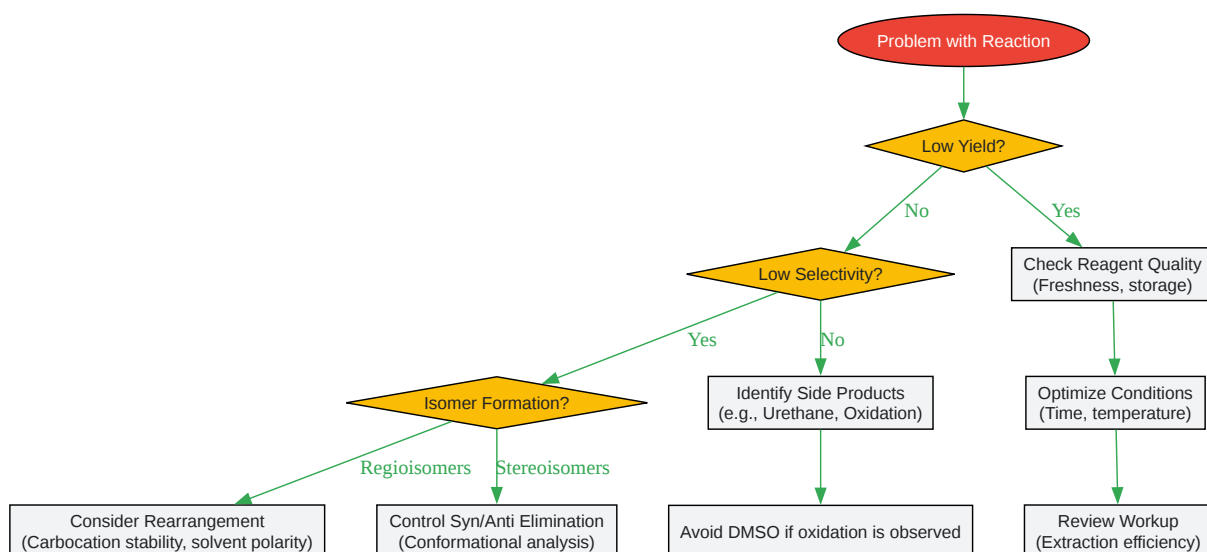 Problem with Reaction
Low Yield?
No
Yes
Low Selectivity?
Check Reagent Quality
(Freshness, storage)
Yes
No
Isomer Formation?
Identify Side Products
(e.g., Urethane, Oxidation)
Optimize Conditions
(Time, temperature)
Regioisomers
Stereoisomers
Consider Rearrangement
(Carbocation stability, solvent polarity)
Control Syn/Anti Elimination
(Conformational analysis)
Avoid DMSO if oxidation is observed
Review Workup
(Extraction efficiency)